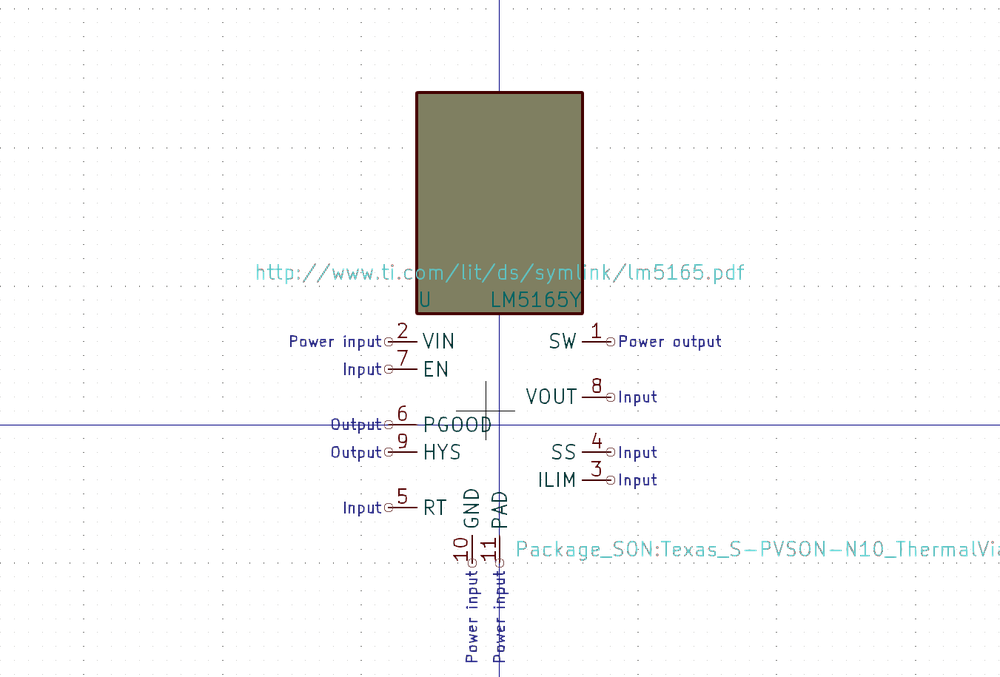 http://www.ti.com/lit/ds/symlink/lm5165.pdf
U LM5165Y
Power input 2 VIN SW 1 Power output
Input 7 EN
VOUT 8 Input
Output 6 PGOOD
Output 9 HYS SS 4 Input
ILIM 3 Input
Input 5 RT
GND
PAD
10
11
Package_SON:Texas_S-PVSON-N10_ThermalVia
Power input
Power input